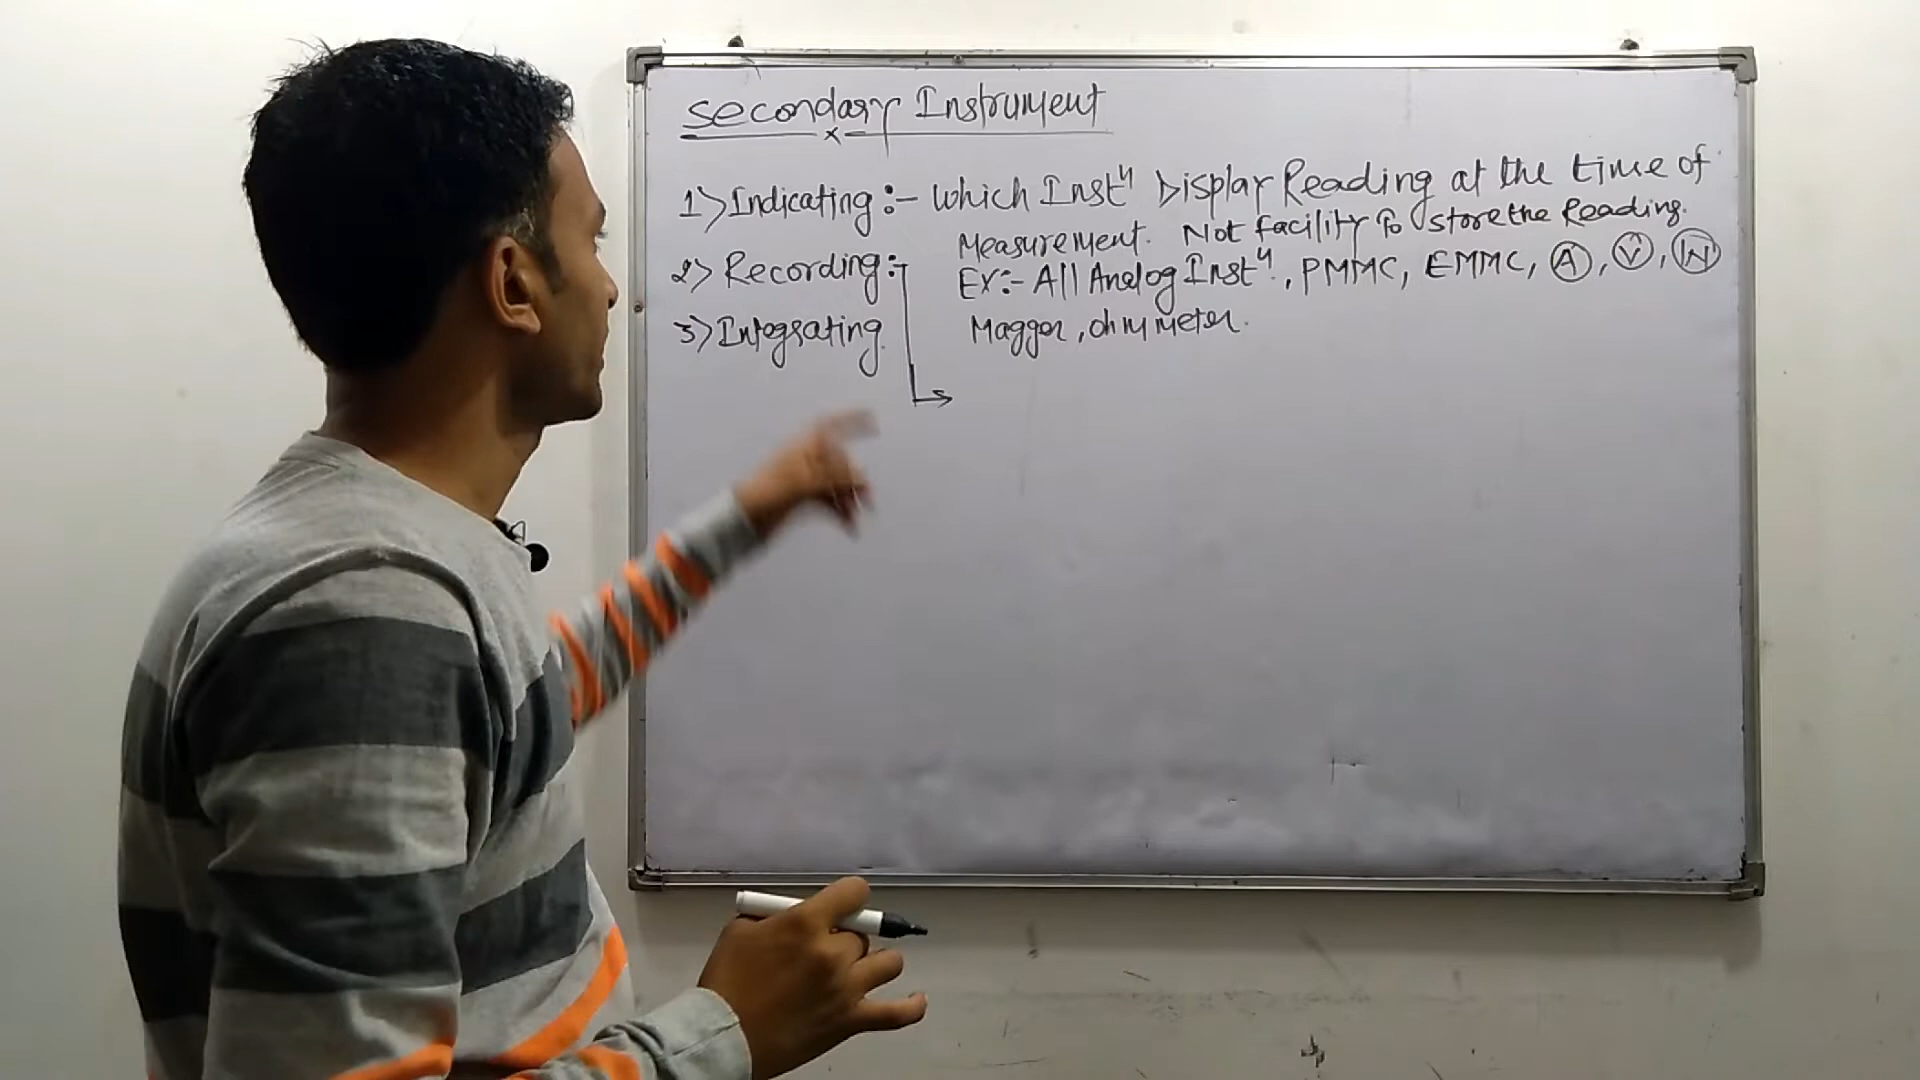 Secondary Instrument
1> Indicating :- Which Instⁿ Display Reading at the time of
Measurement. Not facility to store the Reading.
2> Recording :-
Ex:- All Analog Instⁿ, PMMC, EMMC, A, V, W
3> Integrating
Maggar, ohm meter.